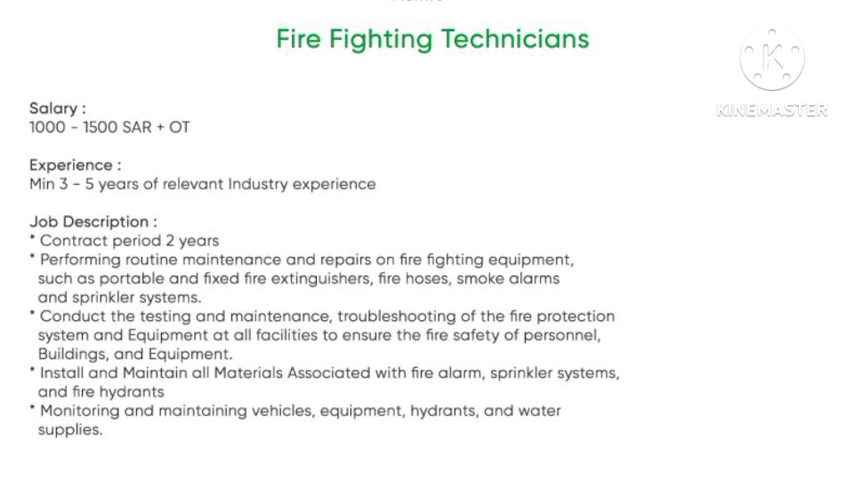 Fire Fighting Technicians
KINEMASTER
Salary :
1000 - 1500 SAR + OT
Experience :
Min 3 - 5 years of relevant Industry experience
Job Description :
* Contract period 2 years
* Performing routine maintenance and repairs on fire fighting equipment,
such as portable and fixed fire extinguishers, fire hoses, smoke alarms
and sprinkler systems.
* Conduct the testing and maintenance, troubleshooting of the fire protection
system and Equipment at all facilities to ensure the fire safety of personnel,
Buildings, and Equipment.
* Install and Maintain all Materials Associated with fire alarm, sprinkler systems,
and fire hydrants
* Monitoring and maintaining vehicles, equipment, hydrants, and water
supplies.